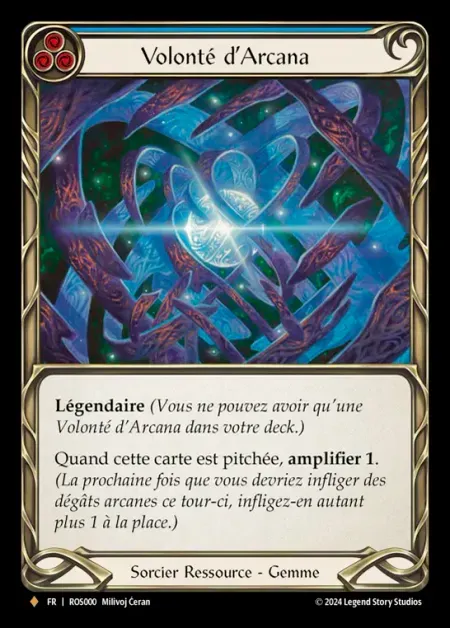 Volonté d'Arcana
Légendaire (Vous ne pouvez avoir qu'une
Volonté d'Arcana dans votre deck.)
Quand cette carte est pitchée, amplifier 1.
(La prochaine fois que vous devriez infliger des
dégâts arcanes ce tour-ci, infligez-en autant
plus 1 à la place.)
Sorcier Ressource - Gemme
FR | ROS000 Milivoj Ćeran
© 2024 Legend Story Studios